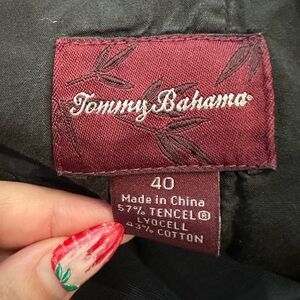 Tommy Bahama®
40
Made in China
57% TENCEL®
LYOCELL
43% COTTON